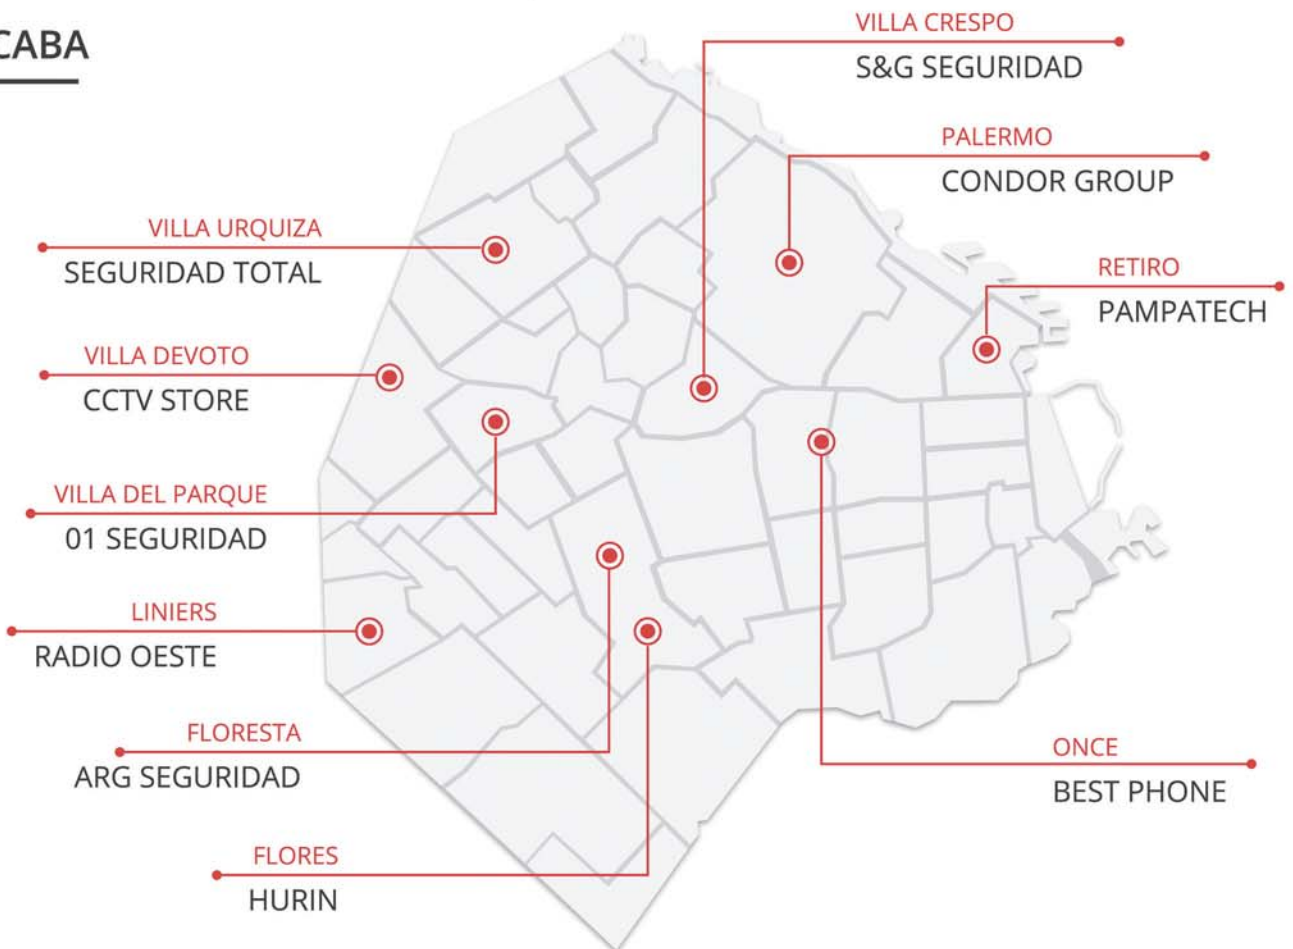 CABA
VILLA CRESPO
S&G SEGURIDAD
PALERMO
CONDOR GROUP
VILLA URQUIZA
SEGURIDAD TOTAL
RETIRO
PAMPATECH
VILLA DEVOTO
CCTV STORE
VILLA DEL PARQUE
01 SEGURIDAD
LINIERS
RADIO OESTE
FLORESTA
ARG SEGURIDAD
ONCE
BEST PHONE
FLORES
HURIN